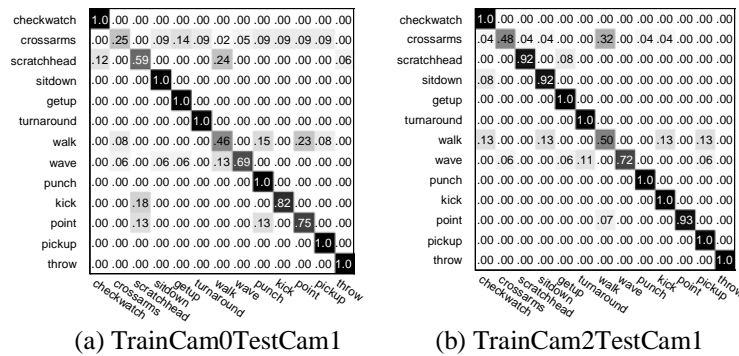 checkwatch 1.0 .00 .00 .00 .00 .00 .00 .00 .00 .00 .00 .00 .00
crossarms .00 .25 .00 .09 .14 .09 .02 .05 .09 .09 .09 .09 .00
scratchhead .12 .00 .59 .00 .00 .00 .24 .00 .00 .00 .00 .00 .06
sitdown .00 .00 .00 1.0 .00 .00 .00 .00 .00 .00 .00 .00 .00
getup .00 .00 .00 .00 1.0 .00 .00 .00 .00 .00 .00 .00 .00
turnaround .00 .00 .00 .00 .00 1.0 .00 .00 .00 .00 .00 .00 .00
walk .00 .08 .00 .00 .00 .00 .46 .00 .15 .00 .23 .08 .00
wave .00 .06 .00 .06 .06 .00 .13 .69 .00 .00 .00 .00 .00
punch .00 .00 .00 .00 .00 .00 .00 .00 1.0 .00 .00 .00 .00
kick .00 .00 .18 .00 .00 .00 .00 .00 .00 .82 .00 .00 .00
point .00 .00 .13 .00 .00 .00 .00 .00 .13 .00 .75 .00 .00
pickup .00 .00 .00 .00 .00 .00 .00 .00 .00 .00 .00 1.0 .00
throw .00 .00 .00 .00 .00 .00 .00 .00 .00 .00 .00 .00 1.0
checkwatch crossarms scratchhead sitdown getup turnaround walk wave punch kick point pickup throw
(a) TrainCam0TestCam1
checkwatch 1.0 .00 .00 .00 .00 .00 .00 .00 .00 .00 .00 .00 .00
crossarms .04 .48 .04 .00 .04 .00 .32 .00 .04 .04 .00 .00 .00
scratchhead .00 .00 .92 .00 .08 .00 .00 .00 .00 .00 .00 .00 .00
sitdown .08 .00 .00 .92 .00 .00 .00 .00 .00 .00 .00 .00 .00
getup .00 .00 .00 .00 1.0 .00 .00 .00 .00 .00 .00 .00 .00
turnaround .00 .00 .00 .00 .00 1.0 .00 .00 .00 .00 .00 .00 .00
walk .13 .00 .00 .13 .00 .00 .50 .00 .00 .13 .00 .13 .00
wave .00 .06 .00 .00 .06 .11 .00 .72 .00 .00 .00 .06 .00
punch .00 .00 .00 .00 .00 .00 .00 .00 1.0 .00 .00 .00 .00
kick .00 .00 .00 .00 .00 .00 .00 .00 .00 1.0 .00 .00 .00
point .00 .00 .00 .00 .00 .00 .07 .00 .00 .00 .93 .00 .00
pickup .00 .00 .00 .00 .00 .00 .00 .00 .00 .00 .00 1.0 .00
throw .00 .00 .00 .00 .00 .00 .00 .00 .00 .00 .00 .00 1.0
checkwatch crossarms scratchhead sitdown getup turnaround walk wave punch kick point pickup throw
(b) TrainCam2TestCam1